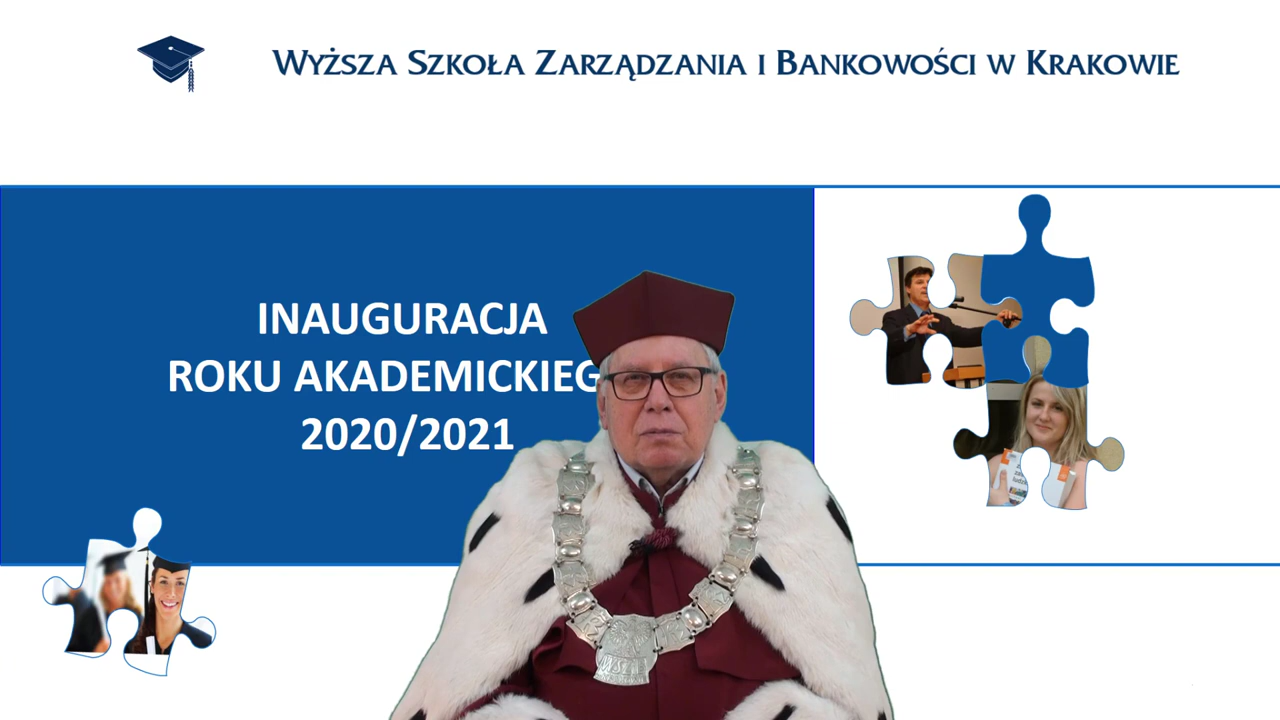 Wyższa Szkoła Zarządzania i Bankowości w Krakowie
INAUGURACJA
ROKU AKADEMICKIEG
2020/2021